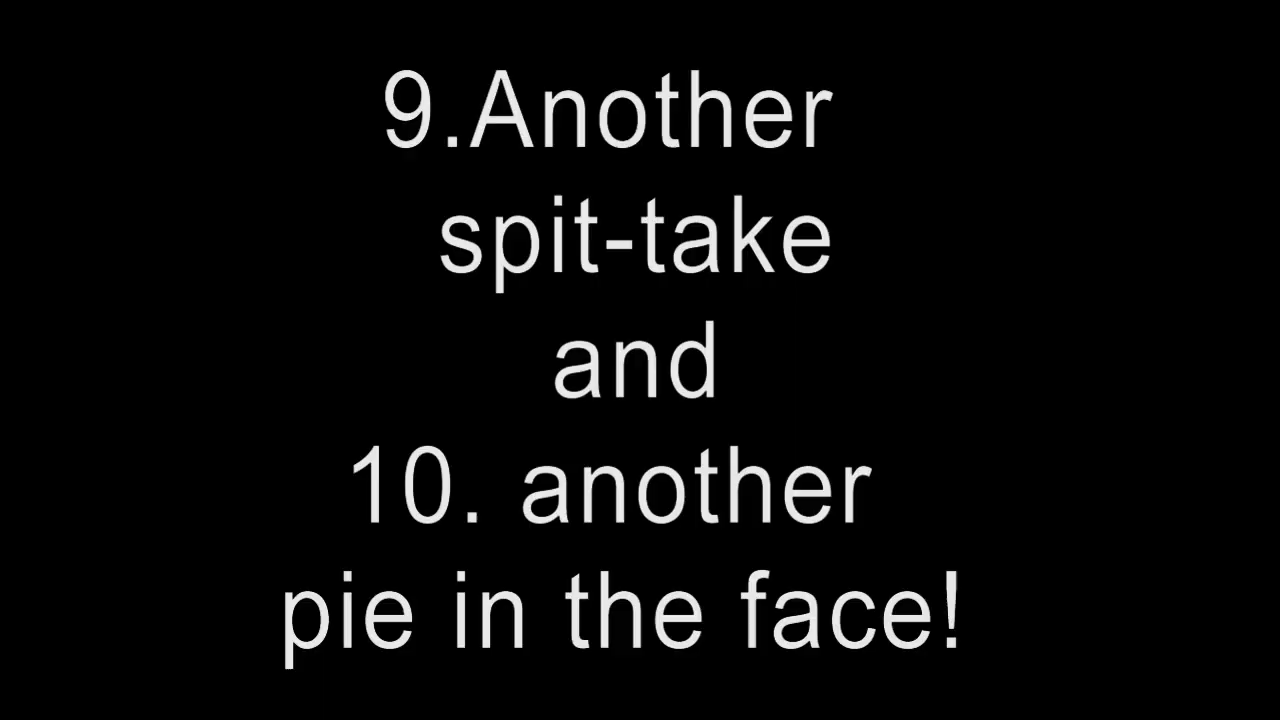 9.Another
spit-take
and
10. another
pie in the face!